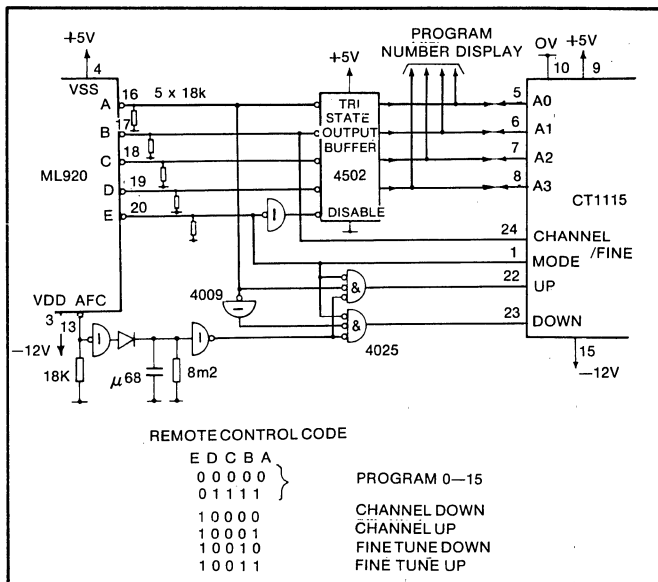 PROGRAM
NUMBER DISPLAY
+5V
4
VSS
ML920
A
B
C
D
E
16
17
18
19
20
5 x 18k
+5V
TRI
STATE
OUTPUT
BUFFER
4502
DISABLE
OV
10
+5V
9
5
6
7
8
A0
A1
A2
A3
CT1115
24
CHANNEL
/FINE
1
MODE
22
UP
23
DOWN
15
-12V
4009
&
&
4025
VDD AFC
3
13
-12V
18K
μ68
8m2
REMOTE CONTROL CODE
E D C B A
0 0 0 0 0
0 1 1 1 1
PROGRAM 0—15
1 0 0 0 0 CHANNEL DOWN
1 0 0 0 1 CHANNEL UP
1 0 0 1 0 FINE TUNE DOWN
1 0 0 1 1 FINE TUNE UP